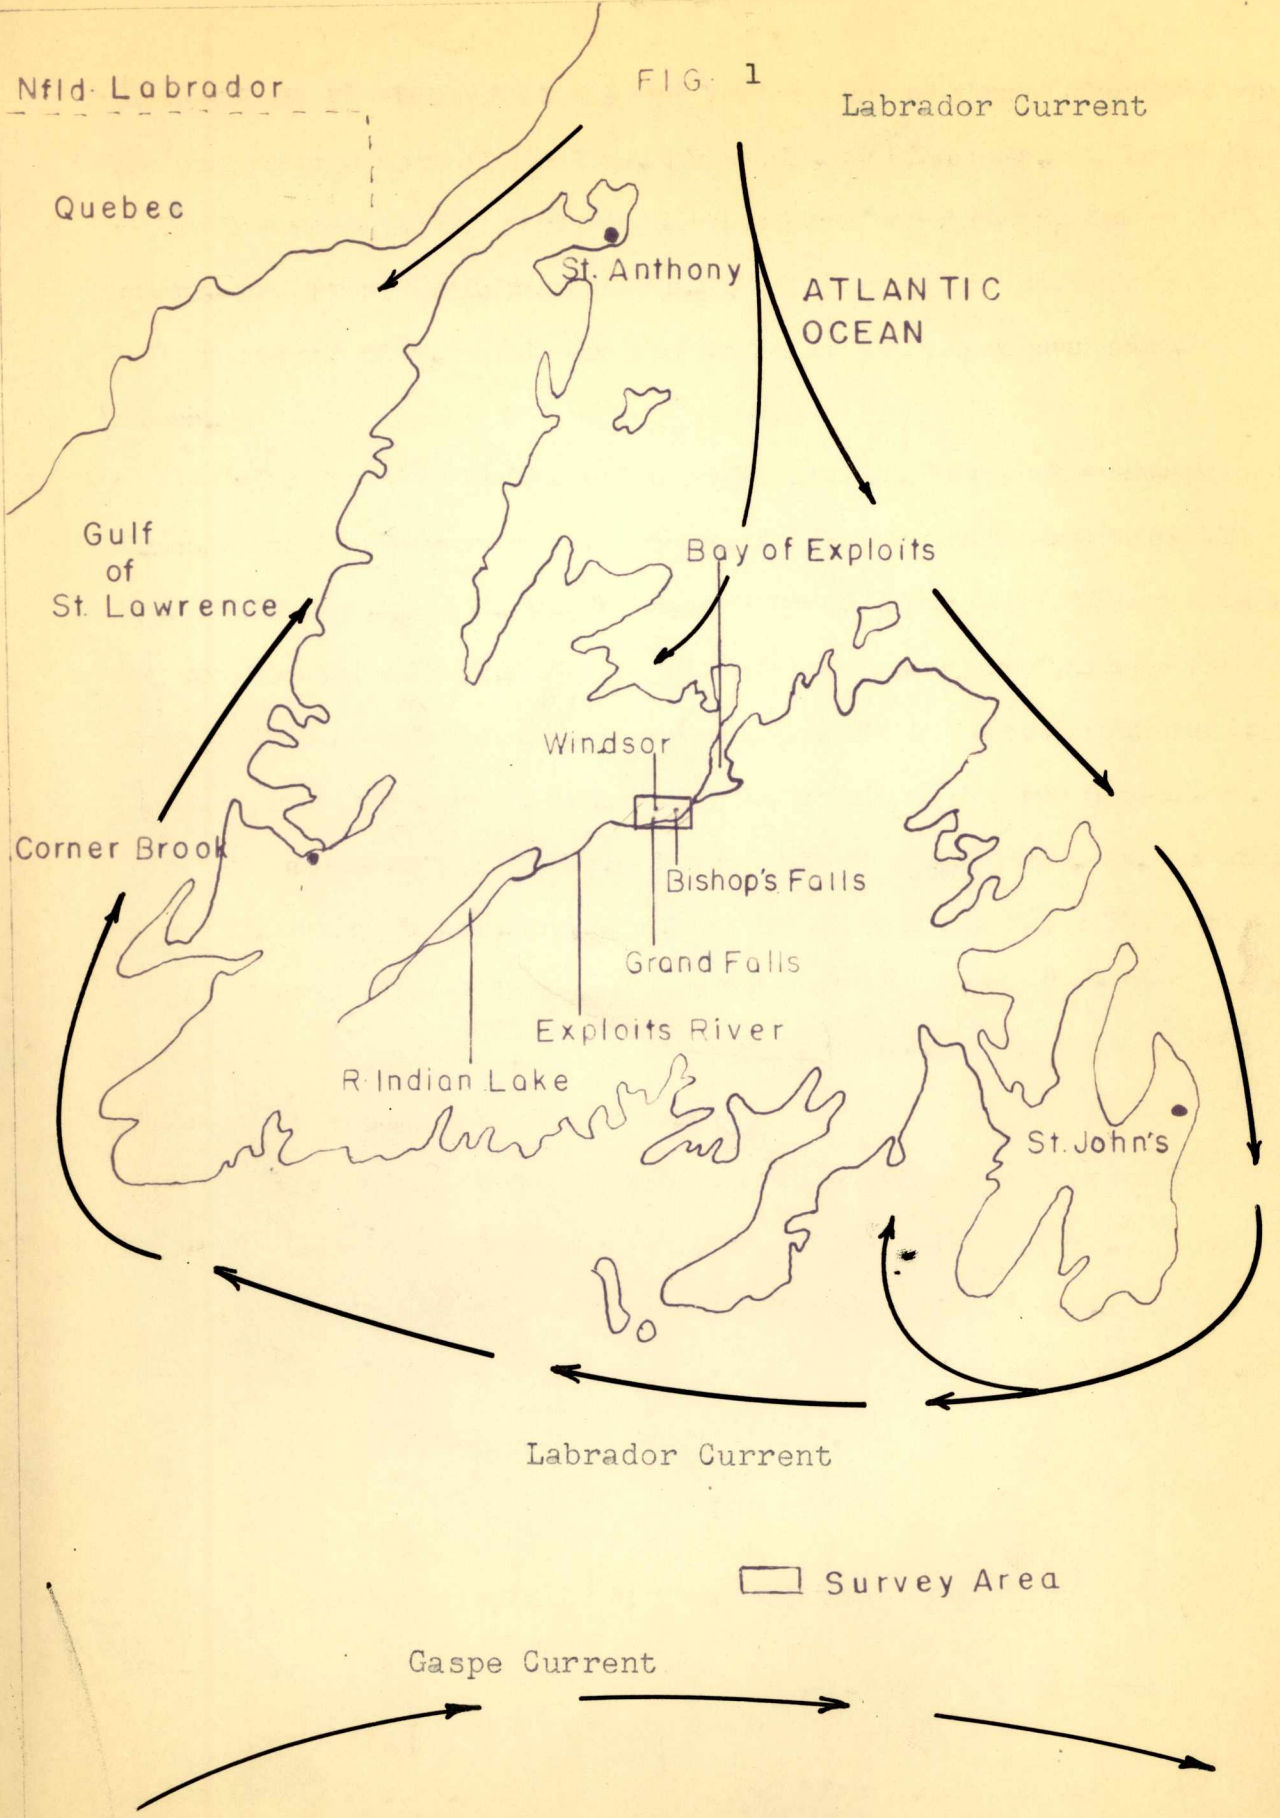 FIG. 1
Nfld. Labrador
Labrador Current
Quebec
St. Anthony
ATLANTIC
OCEAN
Gulf
of
St. Lawrence
Bay of Exploits
Windsor
Corner Brook
Bishop's Falls
Grand Falls
Exploits River
R. Indian Lake
St. John's
Labrador Current
Survey Area
Gaspe Current